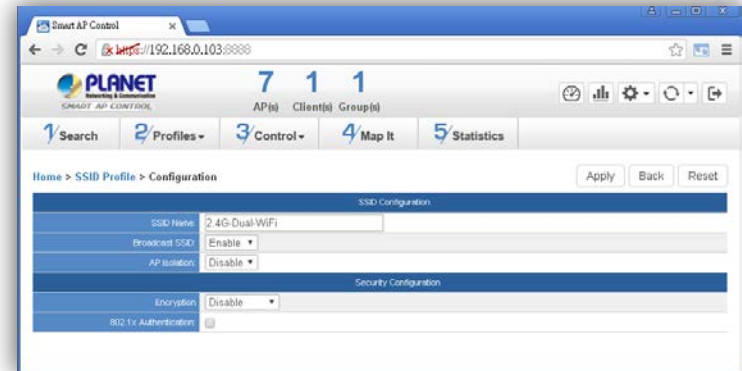 Smart AP Control
https://192.168.0.103:8888
PLANET
Networking & Communication
SMART AP CONTROL
7 1 1
AP(s) Client(s) Group(s)
1 Search 2 Profiles 3 Control 4 Map It 5 Statistics
Home > SSID Profile > Configuration
Apply Back Reset
SSID Configuration
SSID Name: 2.4G-Dual-WiFi
Broadcast SSID: Enable
AP Isolation: Disable
Security Configuration
Encryption Disable
802.1x Authentication: